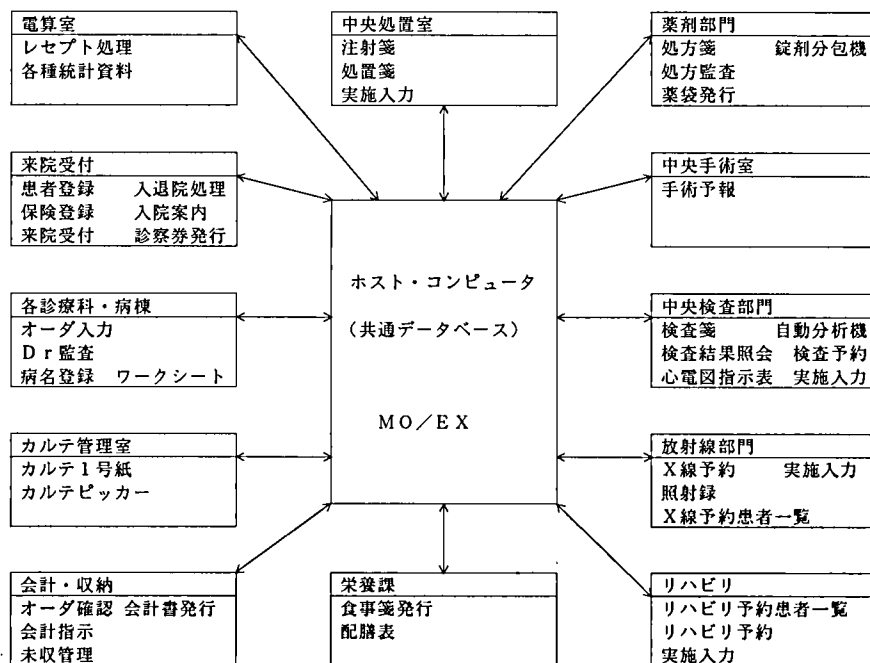 電算室
レセプト処理
各種統計資料
中央処置室
注射箋
処置箋
実施入力
薬剤部門
処方箋 錠剤分包機
処方監査
薬袋発行
来院受付
患者登録 入退院処理
保険登録 入院案内
来院受付 診察券発行
中央手術室
手術予報
ホスト・コンピュータ
(共通データベース)
MO/EX
各診療科・病棟
オーダ入力
Dr監査
病名登録 ワークシート
中央検査部門
検査箋 自動分析機
検査結果照会 検査予約
心電図指示表 実施入力
カルテ管理室
カルテ1号紙
カルテピッカー
放射線部門
X線予約 実施入力
照射録
X線予約患者一覧
会計・収納
オーダ確認 会計書発行
会計指示
未収管理
栄養課
食事箋発行
配膳表
リハビリ
リハビリ予約患者一覧
リハビリ予約
実施入力